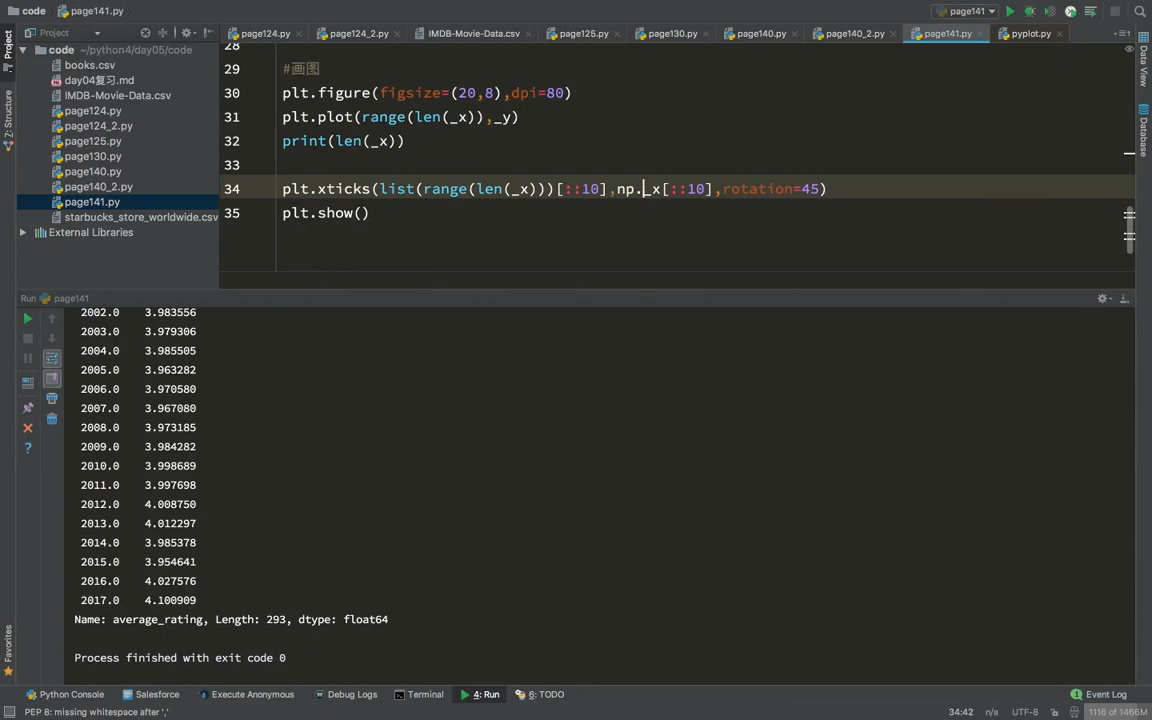 code page141.py
page141
Project
page124.py
page124_2.py
IMDB-Movie-Data.csv
page125.py
page130.py
page140.py
page140_2.py
page141.py
pyplot.py
code ~/python4/day05/code
books.csv
day04复习.md
IMDB-Movie-Data.csv
page124.py
page124_2.py
page125.py
page130.py
page140.py
page140_2.py
page141.py
starbucks_store_worldwide.csv
External Libraries
Project
Z: Structure
Favorites
Data View
Database
28
29 #画图
30 plt.figure(figsize=(20,8),dpi=80)
31 plt.plot(range(len(_x)),_y)
32 print(len(_x))
33
34 plt.xticks(list(range(len(_x)))[::10],np._x[::10],rotation=45)
35 plt.show()
Run page141
2002.0 3.983556
2003.0 3.979306
2004.0 3.985505
2005.0 3.963282
2006.0 3.970580
2007.0 3.967080
2008.0 3.973185
2009.0 3.984282
2010.0 3.998689
2011.0 3.997698
2012.0 4.008750
2013.0 4.012297
2014.0 3.985378
2015.0 3.954641
2016.0 4.027576
2017.0 4.100909
Name: average_rating, Length: 293, dtype: float64
Process finished with exit code 0
Python Console Salesforce Execute Anonymous Debug Logs Terminal 4: Run 6: TODO Event Log
PEP 8: missing whitespace after ',' 34:42 n/a UTF-8 1116 of 1466M